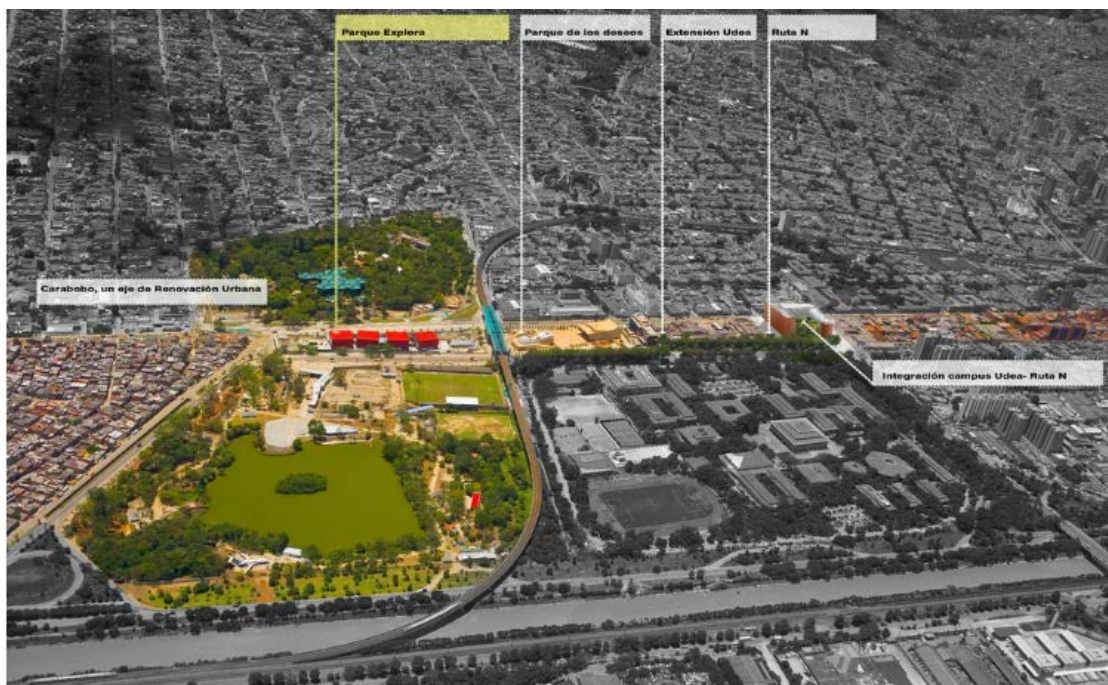 Parque Explora
Parque de los deseos
Extensión Udea
Ruta N
Carabobo, un eje de Renovación Urbana
Integración campus Udea- Ruta N